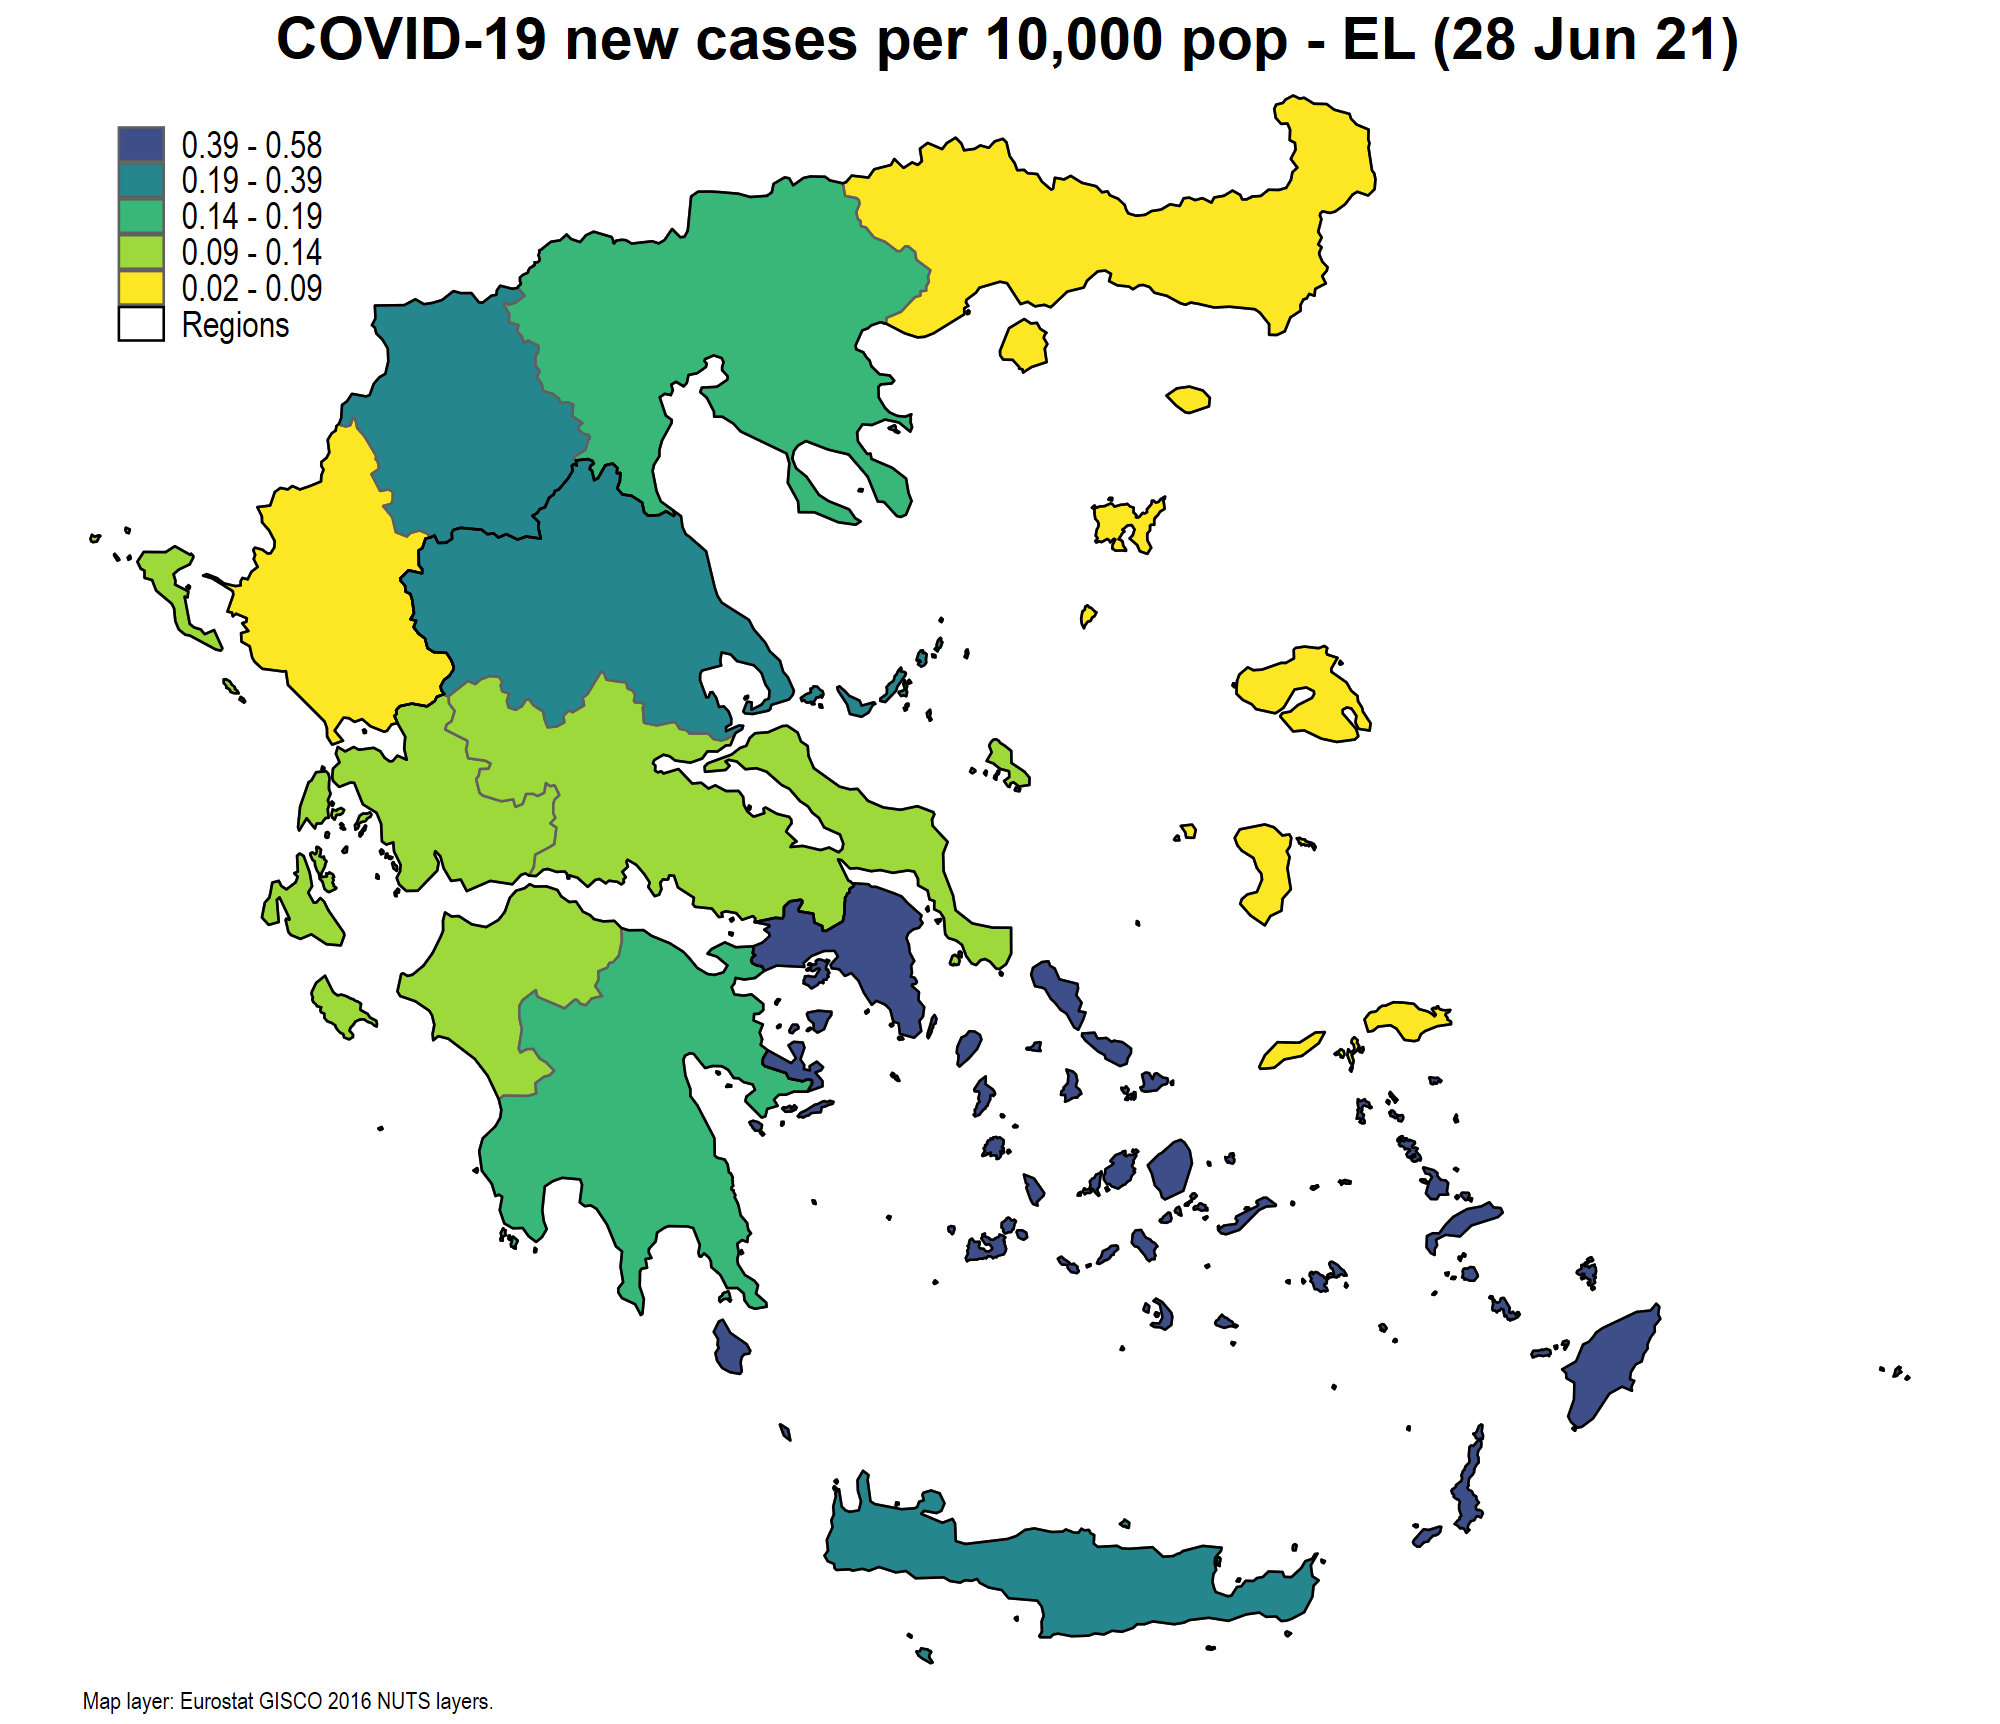 COVID-19 new cases per 10,000 pop - EL (28 Jun 21)
0.39 - 0.58
0.19 - 0.39
0.14 - 0.19
0.09 - 0.14
0.02 - 0.09
Regions
Map layer: Eurostat GISCO 2016 NUTS layers.